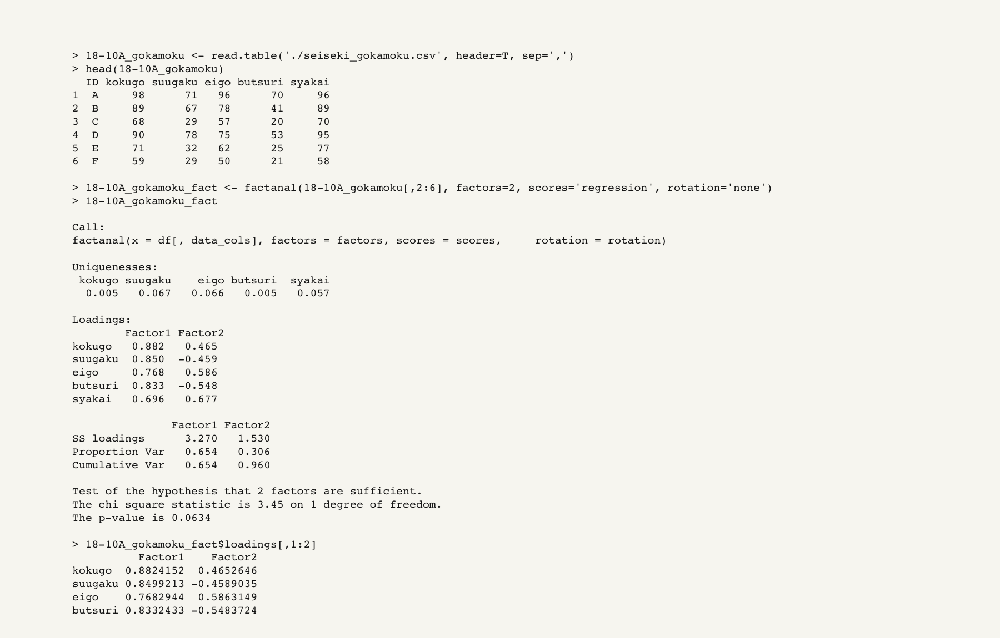 > 18-10A_gokamoku <- read.table('./seiseki_gokamoku.csv', header=T, sep=',')
> head(18-10A_gokamoku)
  ID kokugo suugaku eigo butsuri syakai
1  A     98      71   96      70     96
2  B     89      67   78      41     89
3  C     68      29   57      20     70
4  D     90      78   75      53     95
5  E     71      32   62      25     77
6  F     59      29   50      21     58

> 18-10A_gokamoku_fact <- factanal(18-10A_gokamoku[,2:6], factors=2, scores='regression', rotation='none')
> 18-10A_gokamoku_fact

Call:
factanal(x = df[, data_cols], factors = factors, scores = scores,     rotation = rotation)

Uniquenesses:
 kokugo suugaku    eigo butsuri  syakai
  0.005   0.067   0.066   0.005   0.057

Loadings:
        Factor1 Factor2
kokugo   0.882   0.465
suugaku  0.850  -0.459
eigo     0.768   0.586
butsuri  0.833  -0.548
syakai   0.696   0.677

               Factor1 Factor2
SS loadings      3.270   1.530
Proportion Var   0.654   0.306
Cumulative Var   0.654   0.960

Test of the hypothesis that 2 factors are sufficient.
The chi square statistic is 3.45 on 1 degree of freedom.
The p-value is 0.0634

> 18-10A_gokamoku_fact$loadings[,1:2]
          Factor1    Factor2
kokugo  0.8824152  0.4652646
suugaku 0.8499213 -0.4589035
eigo    0.7682944  0.5863149
butsuri 0.8332433 -0.5483724